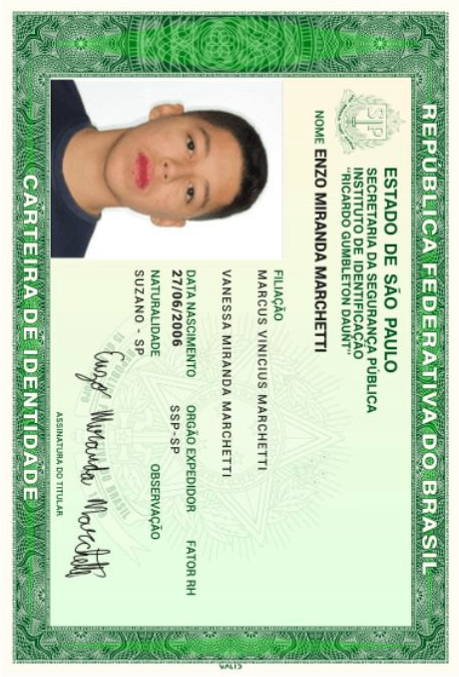 REPÚBLICA FEDERATIVA DO BRASIL
ESTADO DE SÃO PAULO
SECRETARIA DA SEGURANÇA PÚBLICA
INSTITUTO DE IDENTIFICAÇÃO
"RICARDO GUMBLETON DAUNT"
NOME ENZO MIRANDA MARCHETTI
FILIAÇÃO
MARCUS VINICIUS MARCHETTI
VANESSA MIRANDA MARCHETTI
DATA NASCIMENTO ORGÃO EXPEDIDOR FATOR RH
27/06/2006 SSP-SP
NATURALIDADE OBSERVAÇÃO
SUZANO - SP
Enzo Miranda Marchetti
ASSINATURA DO TITULAR
CARTEIRA DE IDENTIDADE